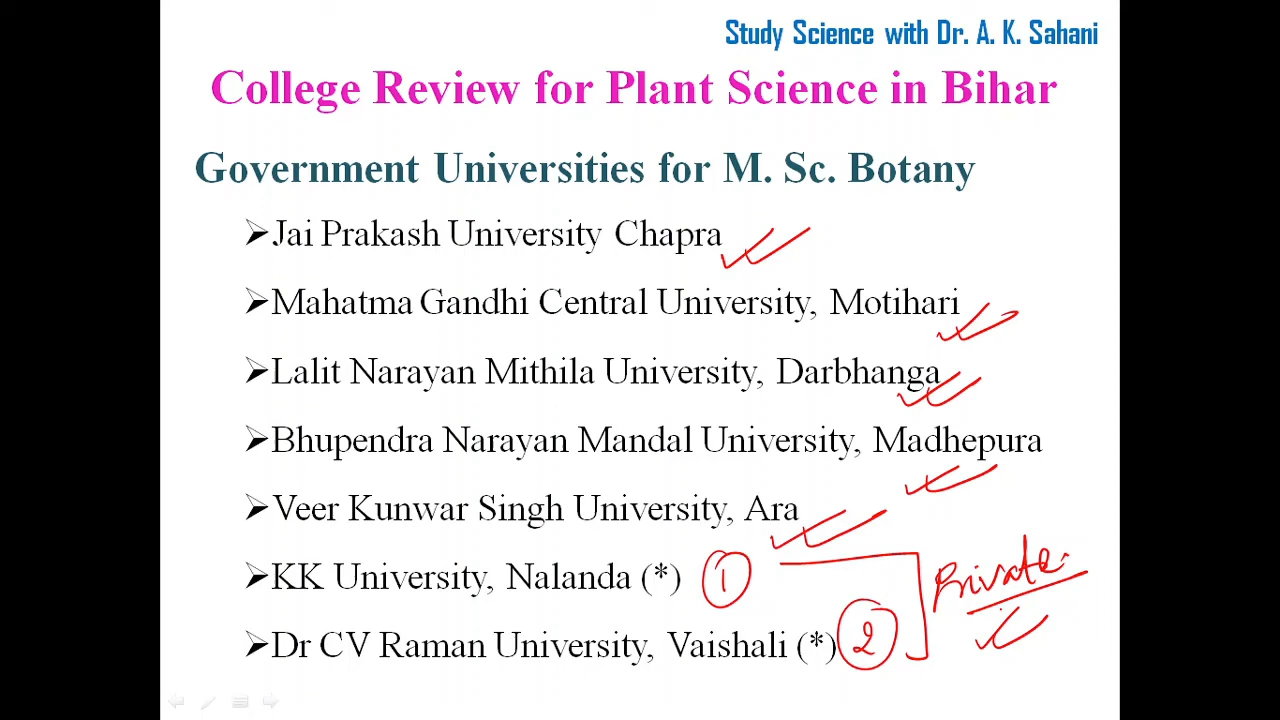 Study Science with Dr. A. K. Sahani
College Review for Plant Science in Bihar
Government Universities for M. Sc. Botany
Jai Prakash University Chapra
Mahatma Gandhi Central University, Motihari
Lalit Narayan Mithila University, Darbhanga
Bhupendra Narayan Mandal University, Madhepura
Veer Kunwar Singh University, Ara
KK University, Nalanda (*) 1
Dr CV Raman University, Vaishali (*) 2
Private